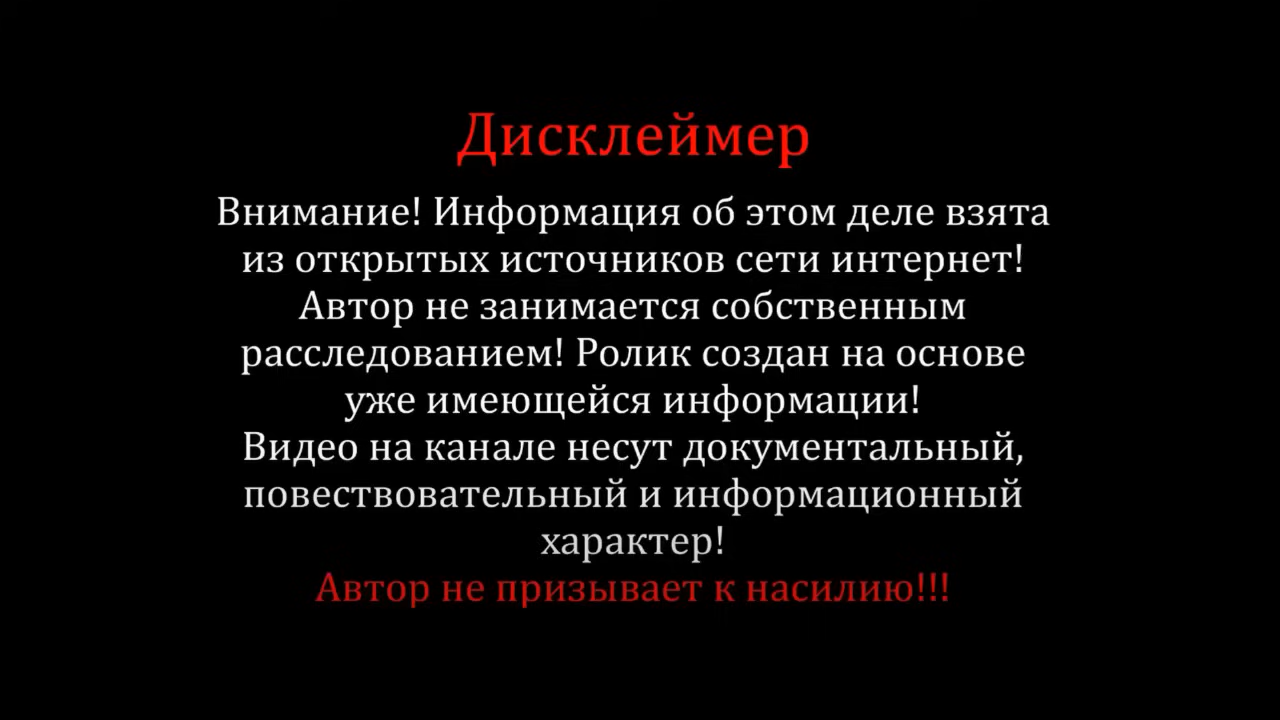 Дисклеймер
Внимание! Информация об этом деле взята
из открытых источников сети интернет!
Автор не занимается собственным
расследованием! Ролик создан на основе
уже имеющейся информации!
Видео на канале несут документальный,
повествовательный и информационный
характер!
Автор не призывает к насилию!!!